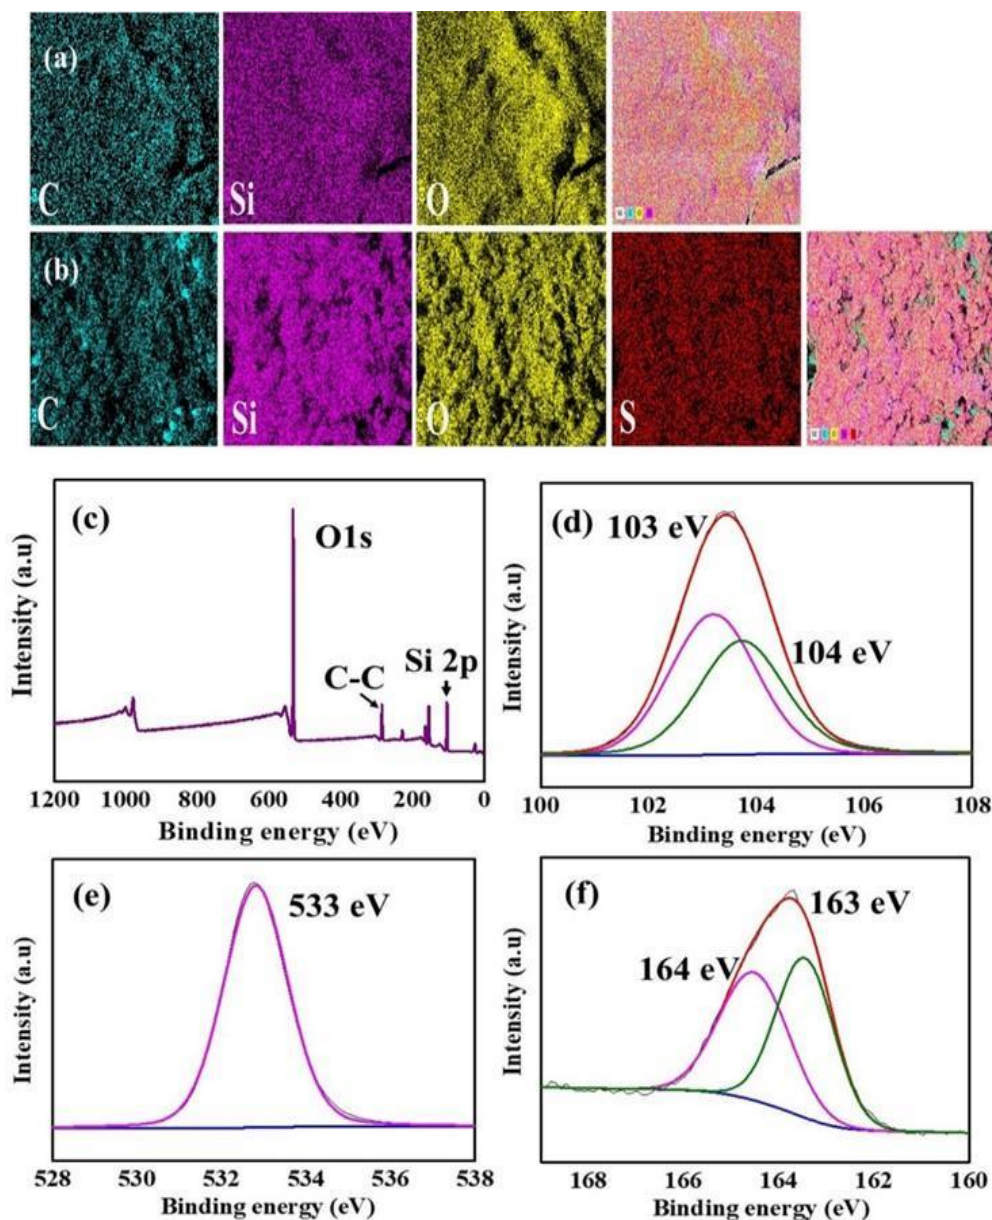 (a)
C
Si
O
(b)
C
Si
O
S
(c)
O1s
C-C
Si 2p
Intensity (a.u)
1200 1000 800 600 400 200 0
Binding energy (eV)
(d)
103 eV
104 eV
Intensity (a.u)
100 102 104 106 108
Binding energy (eV)
(e)
533 eV
Intensity (a.u)
528 530 532 534 536 538
Binding energy (eV)
(f)
163 eV
164 eV
Intensity (a.u)
168 166 164 162 160
Binding energy (eV)